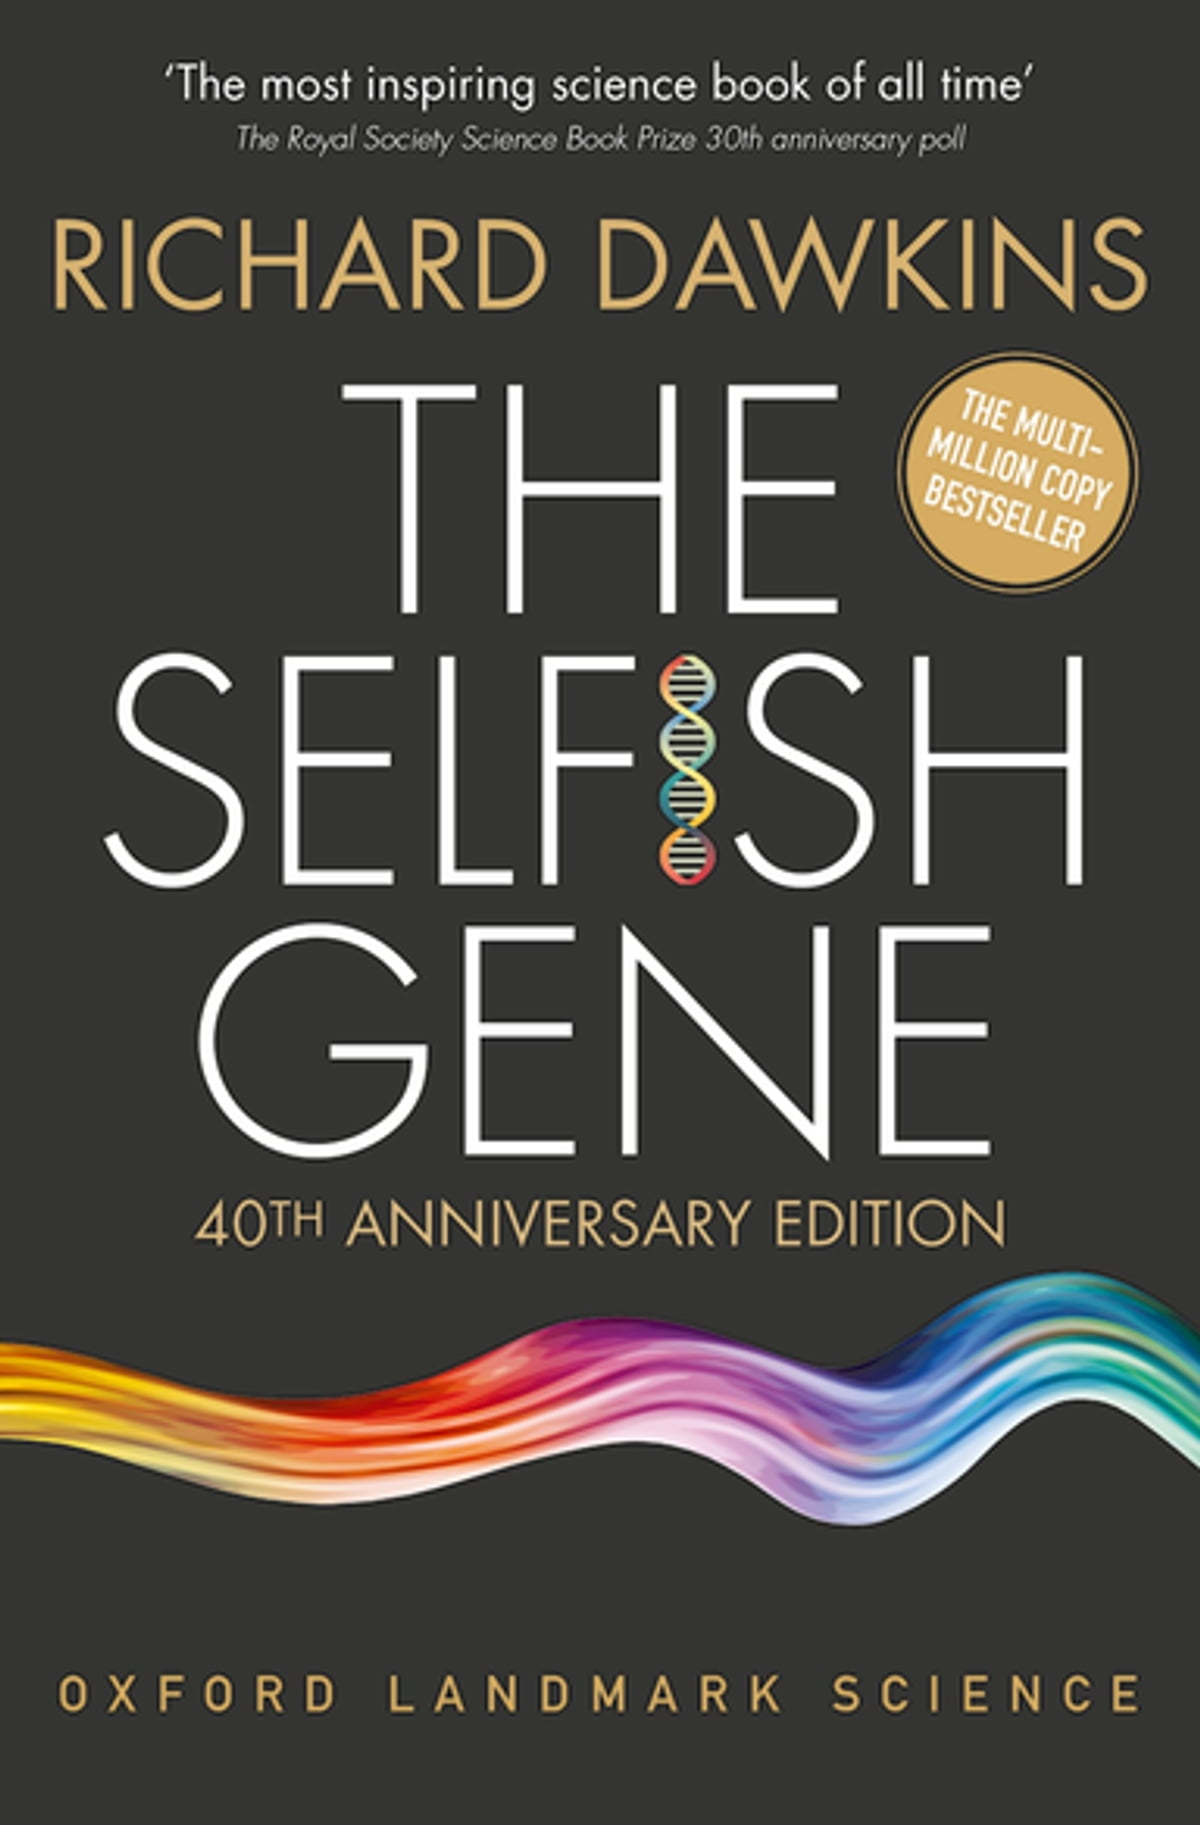 ‘The most inspiring science book of all time’
The Royal Society Science Book Prize 30th anniversary poll
RICHARD DAWKINS
THE
THE MULTI-
MILLION COPY
BESTSELLER
SELFISH
GENE
40TH ANNIVERSARY EDITION
OXFORD LANDMARK SCIENCE